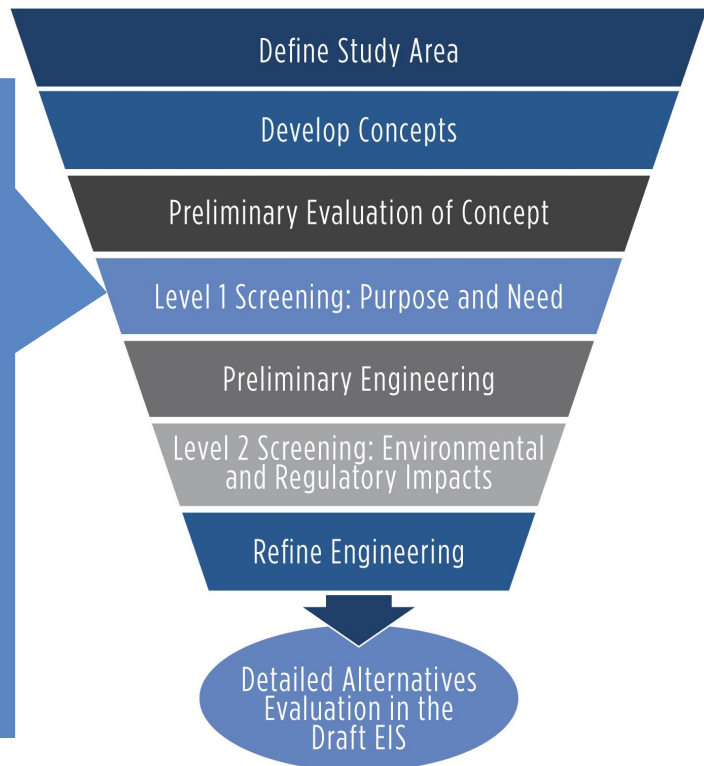 Define Study Area
Develop Concepts
Preliminary Evaluation of Concept
Level 1 Screening: Purpose and Need
Preliminary Engineering
Level 2 Screening: Environmental
and Regulatory Impacts
Refine Engineering
Detailed Alternatives
Evaluation in the
Draft EIS